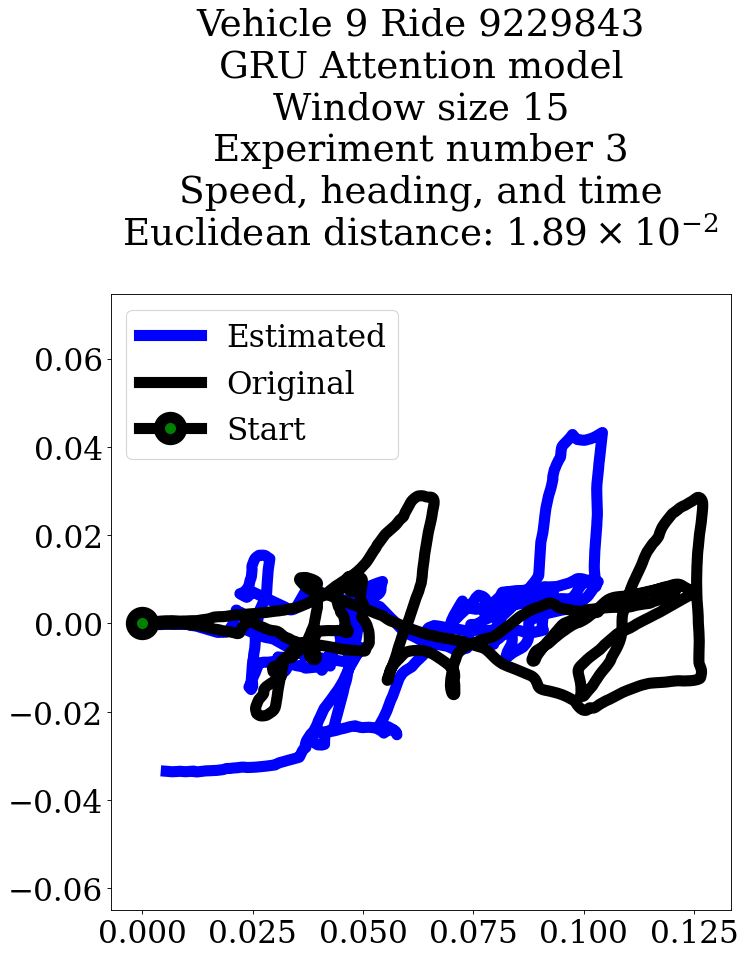 Vehicle 9 Ride 9229843
GRU Attention model
Window size 15
Experiment number 3
Speed, heading, and time
Euclidean distance: 1.89 × 10⁻²
Estimated
Original
Start
0.06
0.04
0.02
0.00
−0.02
−0.04
−0.06
0.000 0.025 0.050 0.075 0.100 0.125